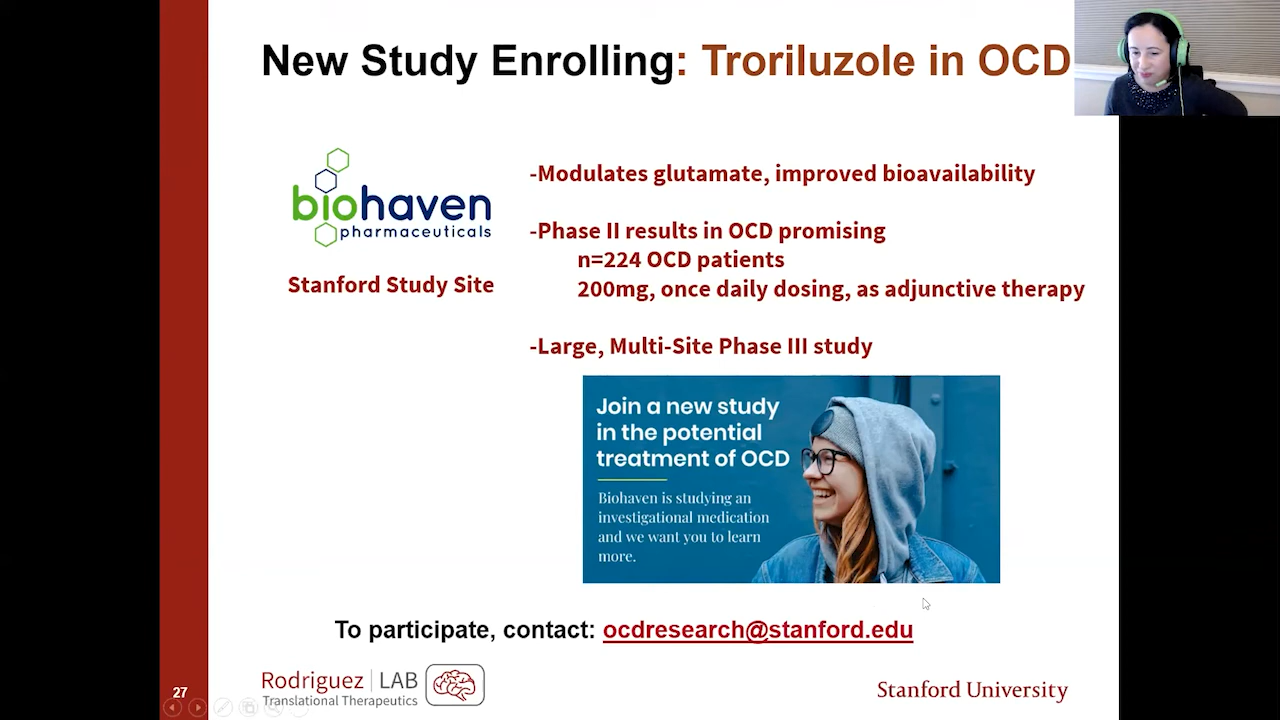 New Study Enrolling: Troriluzole in OCD
biohaven
pharmaceuticals
Stanford Study Site
-Modulates glutamate, improved bioavailability
-Phase II results in OCD promising
n=224 OCD patients
200mg, once daily dosing, as adjunctive therapy
-Large, Multi-Site Phase III study
Join a new study
in the potential
treatment of OCD
Biohaven is studying an
investigational medication
and we want you to learn
more.
To participate, contact: ocdresearch@stanford.edu
Rodriguez | LAB
Translational Therapeutics
Stanford University
27